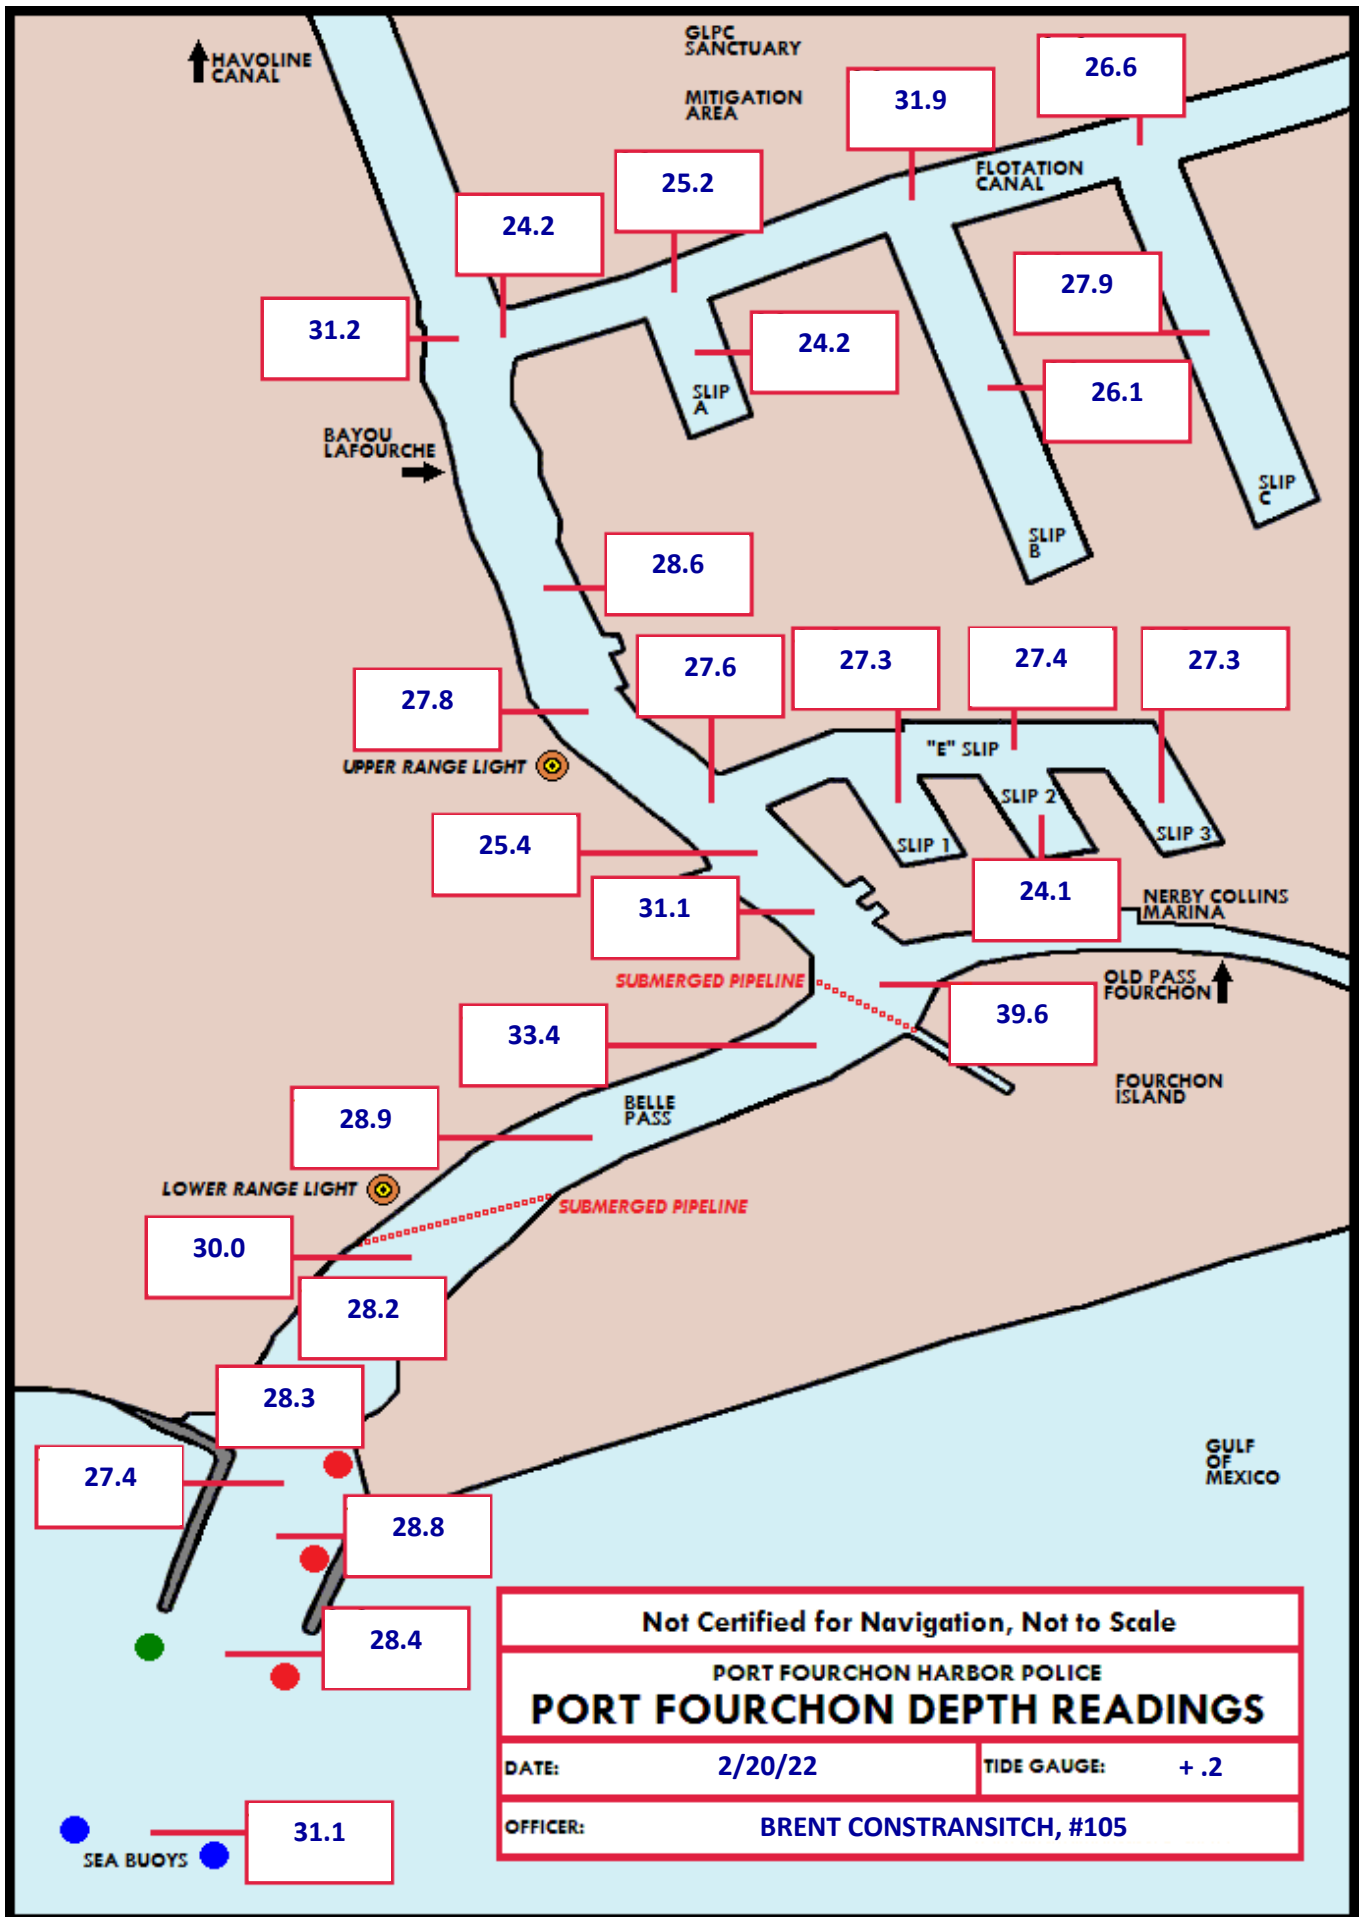 HAVOLINE
CANAL
GLPC
SANCTUARY
MITIGATION
AREA
26.6
31.9
FLOTATION
CANAL
25.2
24.2
31.2
24.2
27.9
26.1
SLIP
A
BAYOU
LAFOURCHE
SLIP
C
SLIP
B
28.6
27.6
27.3
27.4
27.3
27.8
UPPER RANGE LIGHT
"E" SLIP
SLIP 2
SLIP 1
SLIP 3
25.4
31.1
24.1
NERBY COLLINS
MARINA
SUBMERGED PIPELINE
OLD PASS
FOURCHON
39.6
33.4
FOURCHON
ISLAND
BELLE
PASS
28.9
LOWER RANGE LIGHT
SUBMERGED PIPELINE
30.0
28.2
28.3
27.4
GULF
OF
MEXICO
28.8
28.4
Not Certified for Navigation, Not to Scale
PORT FOURCHON HARBOR POLICE
PORT FOURCHON DEPTH READINGS
DATE: 2/20/22 TIDE GAUGE: + .2
OFFICER: BRENT CONSTRANSITCH, #105
31.1
SEA BUOYS